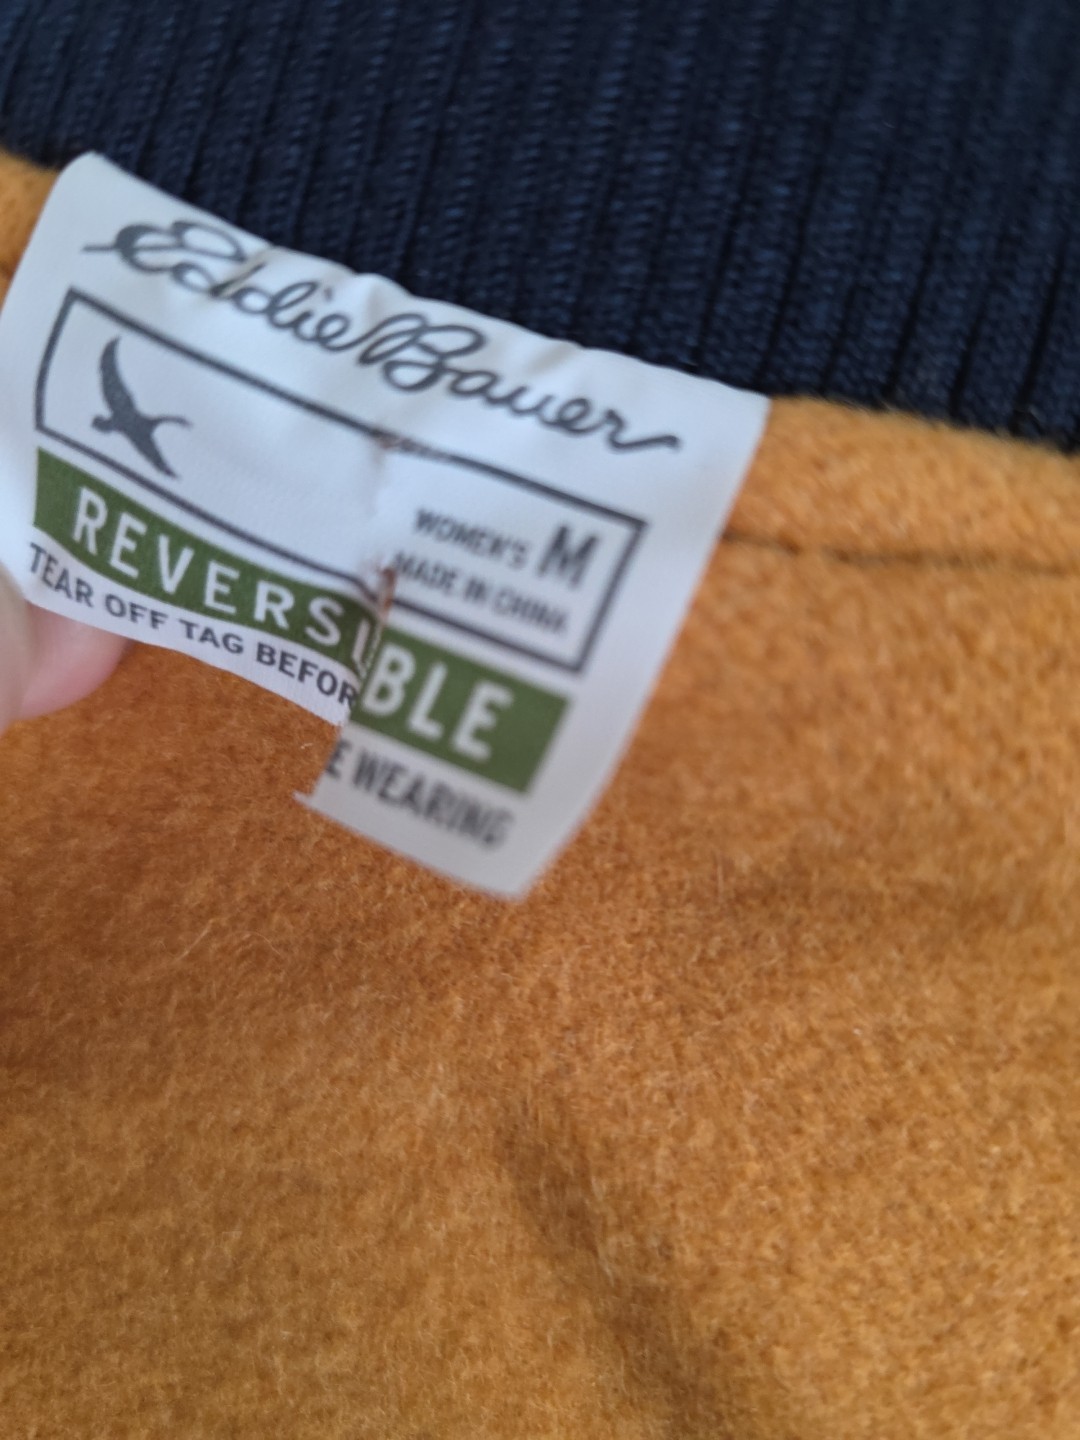 Eddie Bauer
WOMEN'S M
MADE IN CHINA
REVERSIBLE
TEAR OFF TAG BEFORE WEARING